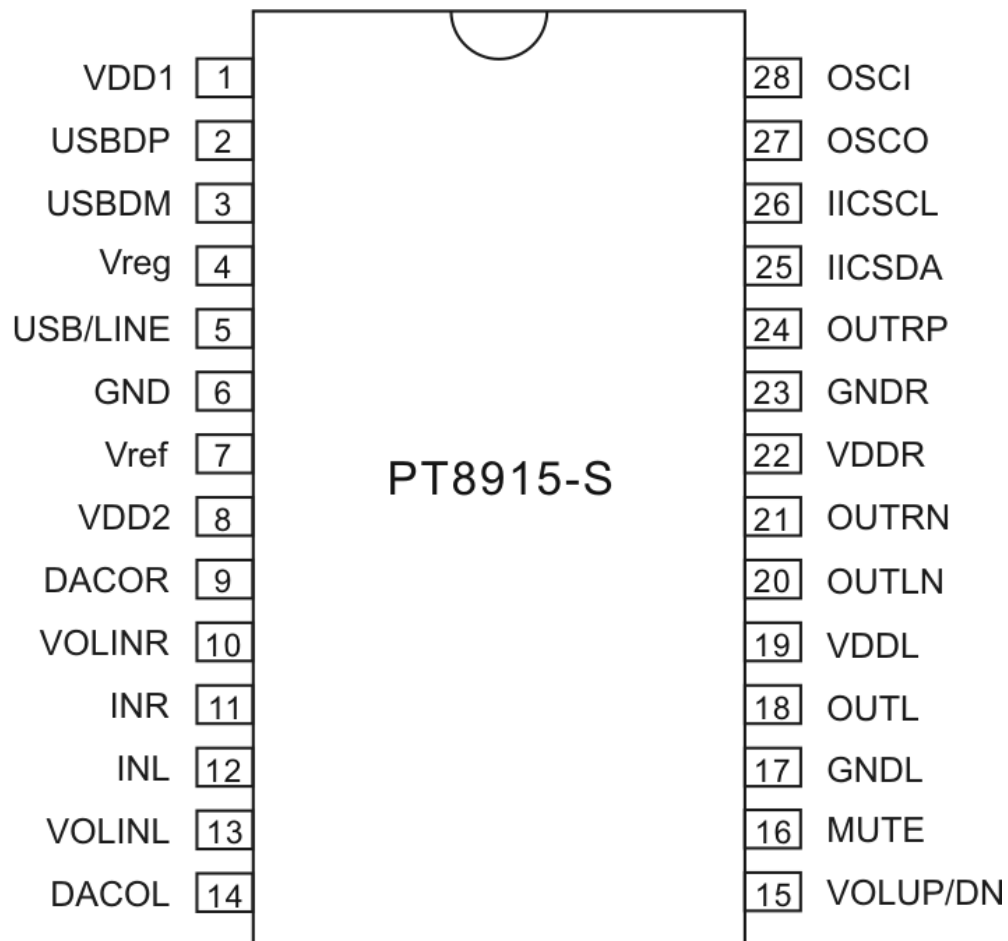 VDD1 1 28 OSCI
USBDP 2 27 OSCO
USBDM 3 26 IICSCL
Vreg 4 25 IICSDA
USB/LINE 5 24 OUTRP
GND 6 23 GNDR
Vref 7 22 VDDR
PT8915-S
VDD2 8 21 OUTRN
DACOR 9 20 OUTLN
VOLINR 10 19 VDDL
INR 11 18 OUTL
INL 12 17 GNDL
VOLINL 13 16 MUTE
DACOL 14 15 VOLUP/DN